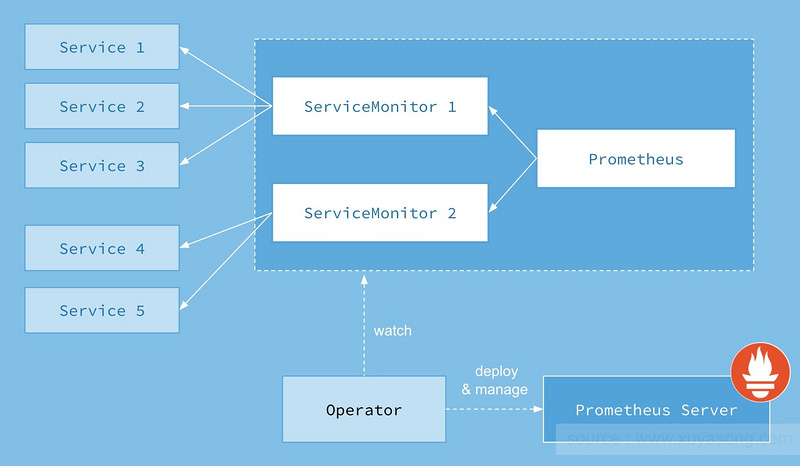 Service 1
Service 2
Service 3
Service 4
Service 5
ServiceMonitor 1
ServiceMonitor 2
Prometheus
watch
Operator
deploy
& manage
Prometheus Server
source : www.xuyasong.com